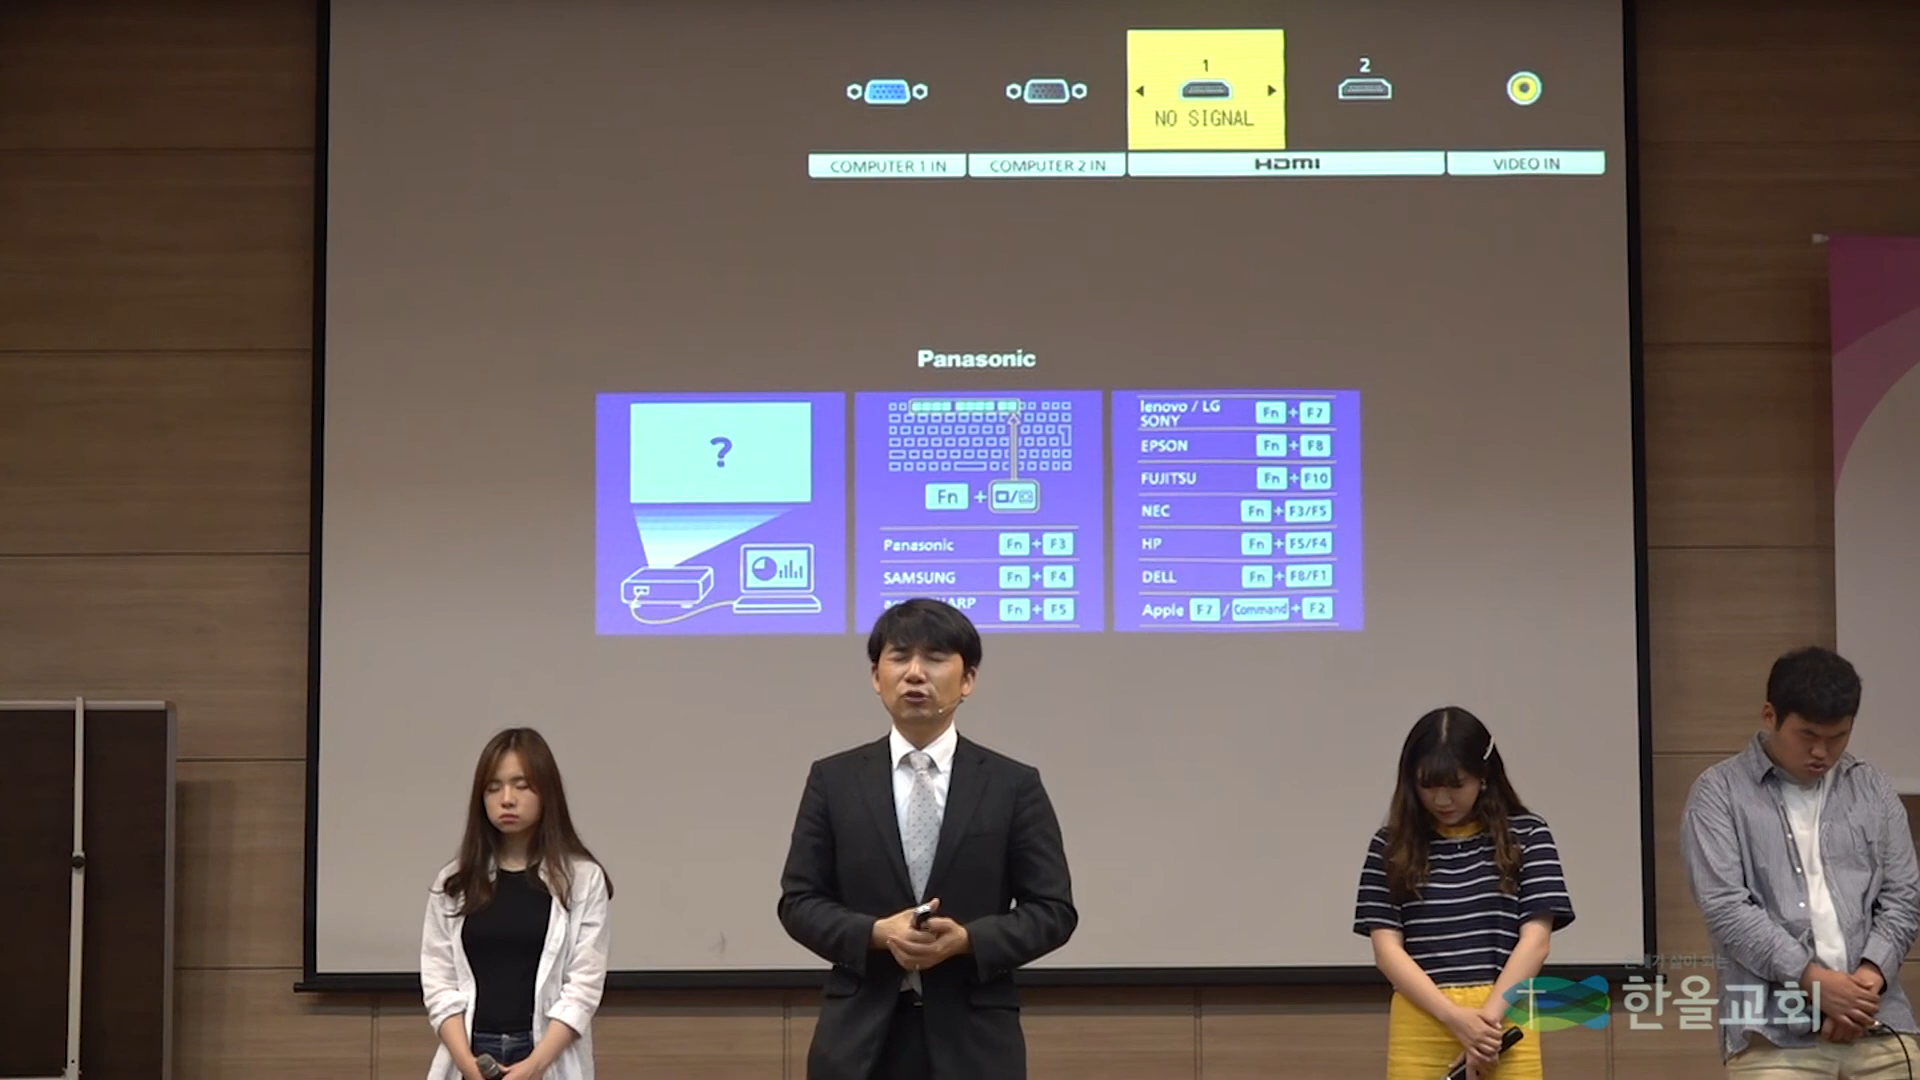 1
2
NO SIGNAL
COMPUTER 1 IN
COMPUTER 2 IN
HDMI
VIDEO IN
Panasonic
?
Fn +
Panasonic Fn + F3
SAMSUNG Fn + F4
Fn + F5
lenovo / LG
SONY Fn + F7
EPSON Fn + F8
FUJITSU Fn + F10
NEC Fn + F3/F5
HP Fn + F5/F4
DELL Fn + F8/F1
Apple F7 / Command + F2
한울교회